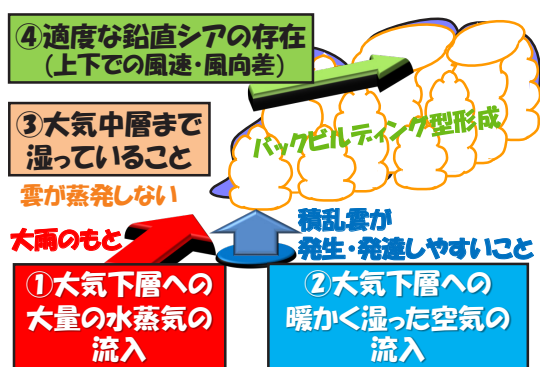 ④適度な鉛直シアの存在
(上下での風速・風向差)
③大気中層まで
湿っていること
バックビルディング型形成
雲が蒸発しない
大雨のもと
積乱雲が
発生・発達しやすいこと
①大気下層への
大量の水蒸気の
流入
②大気下層への
暖かく湿った空気の
流入